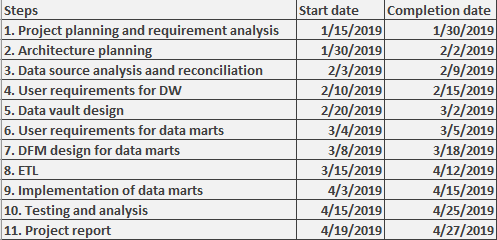 Steps Start date Completion date
1. Project planning and requirement analysis 1/15/2019 1/30/2019
2. Architecture planning 1/30/2019 2/2/2019
3. Data source analysis aand reconciliation 2/3/2019 2/9/2019
4. User requirements for DW 2/10/2019 2/15/2019
5. Data vault design 2/20/2019 3/2/2019
6. User requirements for data marts 3/4/2019 3/5/2019
7. DFM design for data marts 3/8/2019 3/18/2019
8. ETL 3/15/2019 4/12/2019
9. Implementation of data marts 4/3/2019 4/15/2019
10. Testing and analysis 4/15/2019 4/25/2019
11. Project report 4/19/2019 4/27/2019